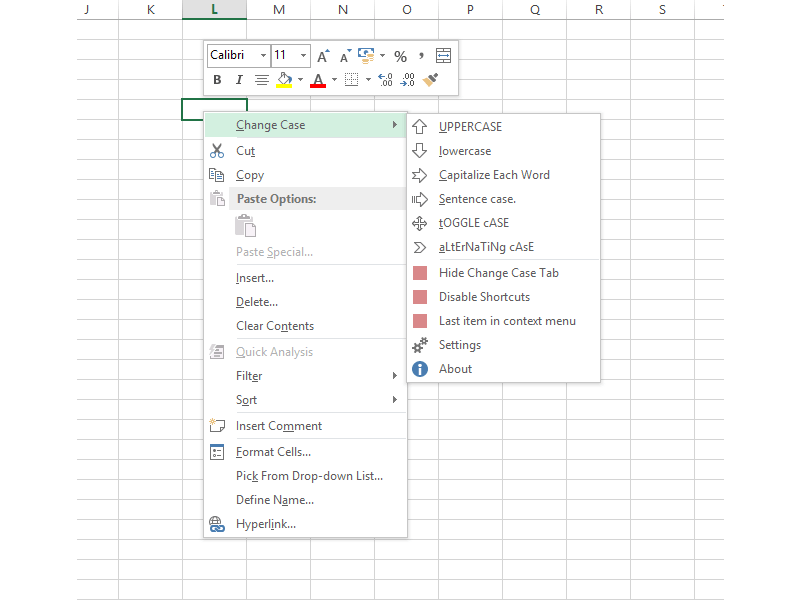 J K L M N O P Q R S
Calibri 11 A A % ,
B I A .00 .00
Change Case
Cut
Copy
Paste Options:
Paste Special...
Insert...
Delete...
Clear Contents
Quick Analysis
Filter
Sort
Insert Comment
Format Cells...
Pick From Drop-down List...
Define Name...
Hyperlink...
UPPERCASE
lowercase
Capitalize Each Word
Sentence case.
tOGGLE cASE
aLtErNaTiNg cAsE
Hide Change Case Tab
Disable Shortcuts
Last item in context menu
Settings
About